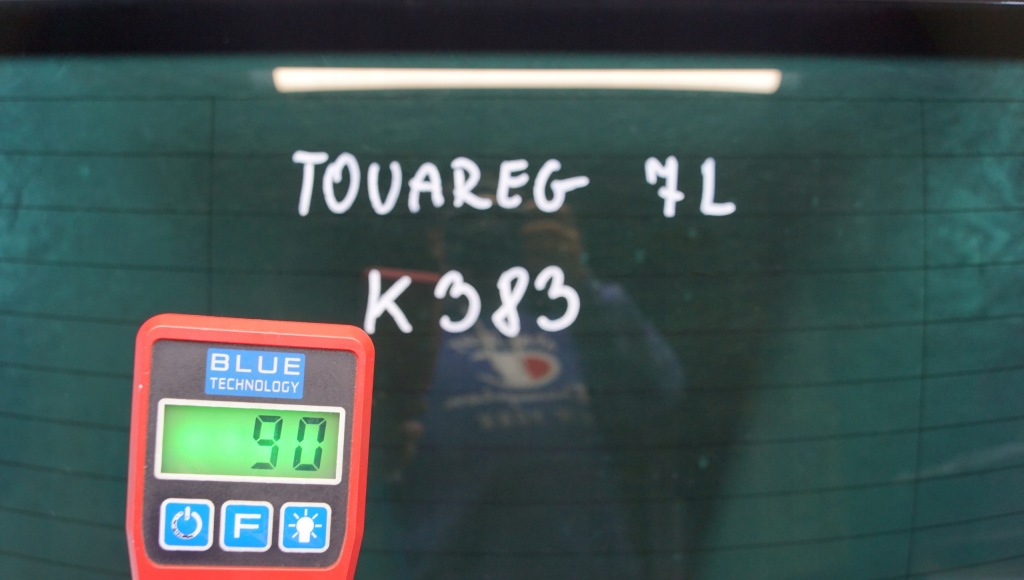 TOUAREG 7L
K383
BLUE
TECHNOLOGY
90
F